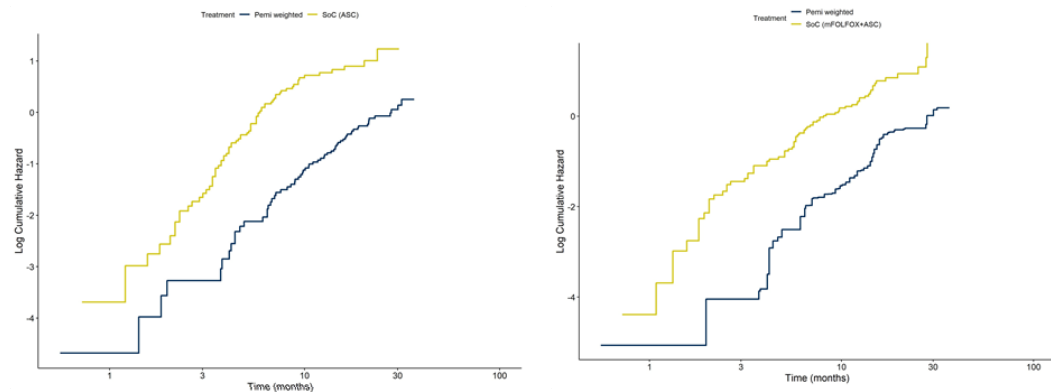 Treatment Pemi weighted SoC (ASC)
Log Cumulative Hazard
1
0
-1
-2
-3
-4
1 3 10 30 100
Time (months)
Treatment Pemi weighted
SoC (mFOLFOX+ASC)
Log Cumulative Hazard
0
-2
-4
1 3 10 30 100
Time (months)